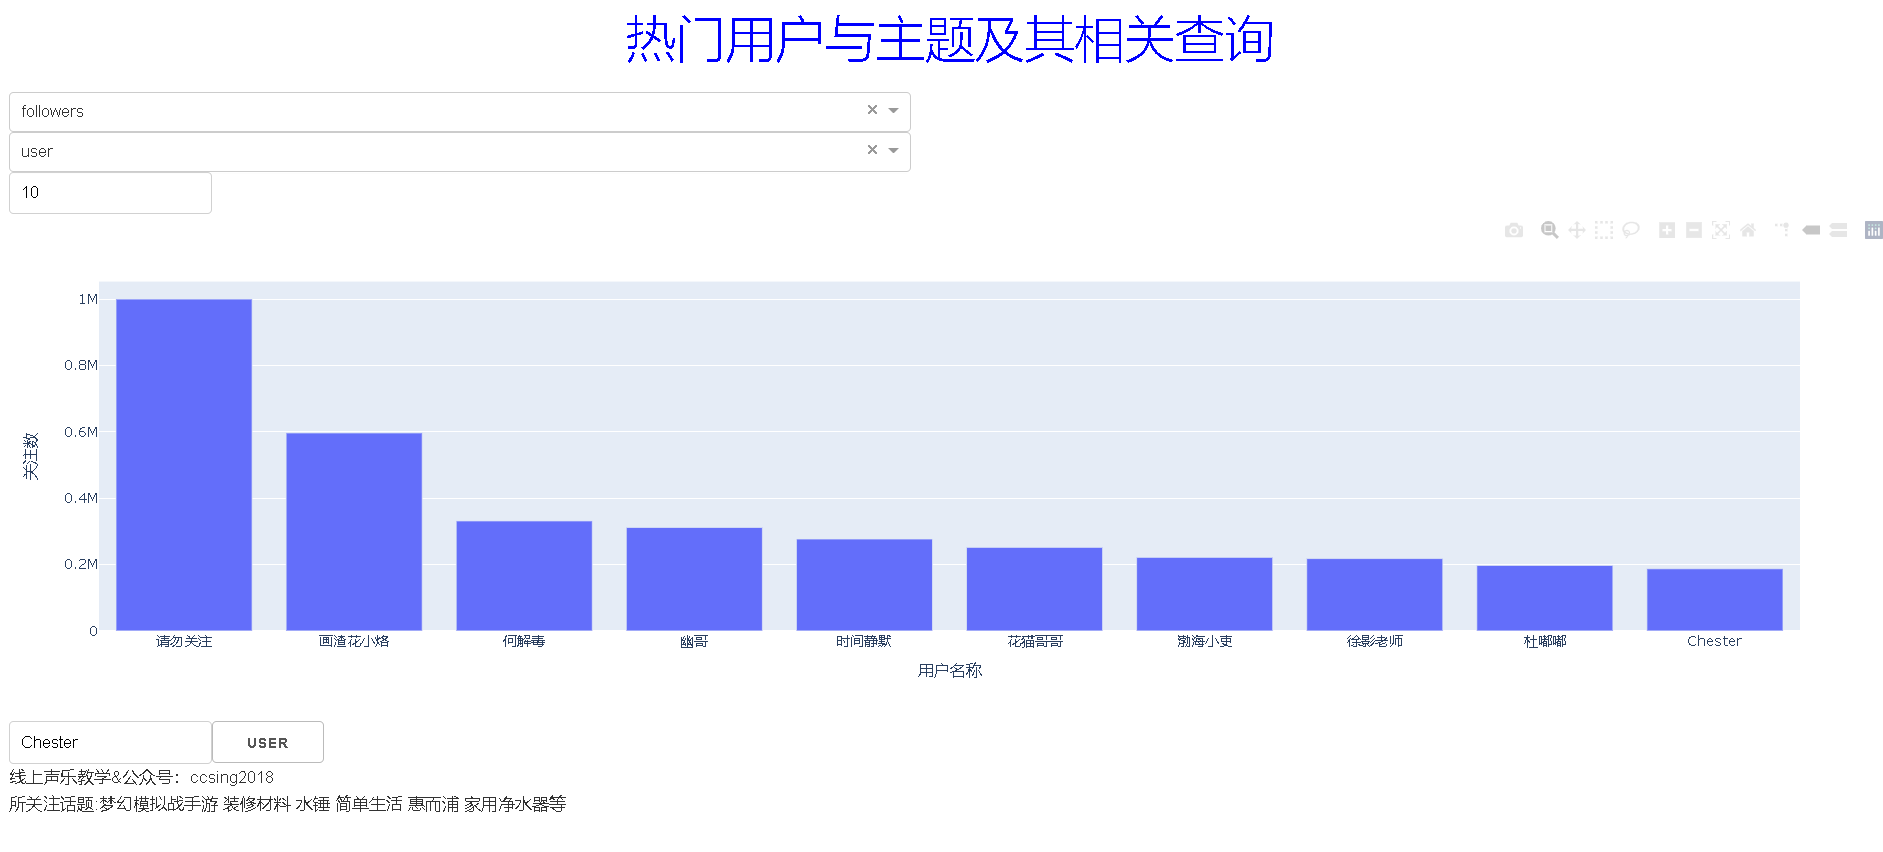 热门用户与主题及其相关查询
followers
user
10
1M
0.8M
0.6M
0.4M
0.2M
0
关注数
请勿关注 画渣花小烙 何解毒 幽哥 时间静默 花猫哥哥 渤海小吏 徐影老师 杜嘟嘟 Chester
用户名称
Chester USER
线上声乐教学&公众号：ccsing2018
所关注话题:梦幻模拟战手游 装修材料 水锤 简单生活 惠而浦 家用净水器等